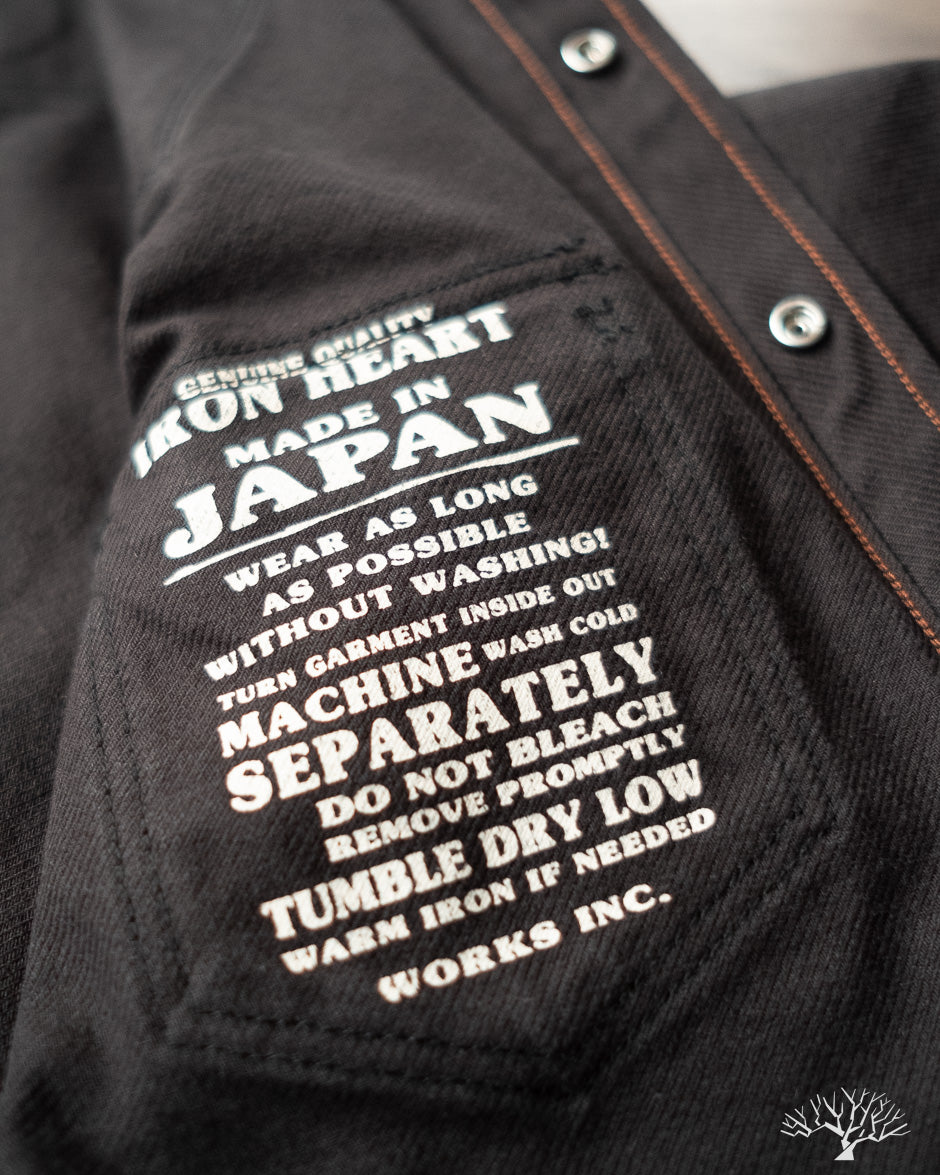 GENUINE QUALITY
IRON HEART
MADE IN
JAPAN
WEAR AS LONG
AS POSSIBLE
WITHOUT WASHING!
TURN GARMENT INSIDE OUT
MACHINE WASH COLD
SEPARATELY
DO NOT BLEACH
REMOVE PROMPTLY
TUMBLE DRY LOW
WARM IRON IF NEEDED
WORKS INC.